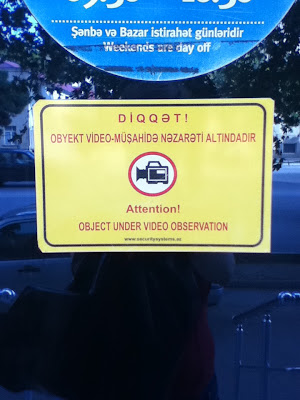 Şənbə və Bazar istirahət günləridir
Weekends are day off
DİQQƏT!
OBYEKT VİDEO-MÜŞAHİDƏ NƏZARƏTİ ALTINDADIR
Attention!
OBJECT UNDER VIDEO OBSERVATION
www.securitysystems.az